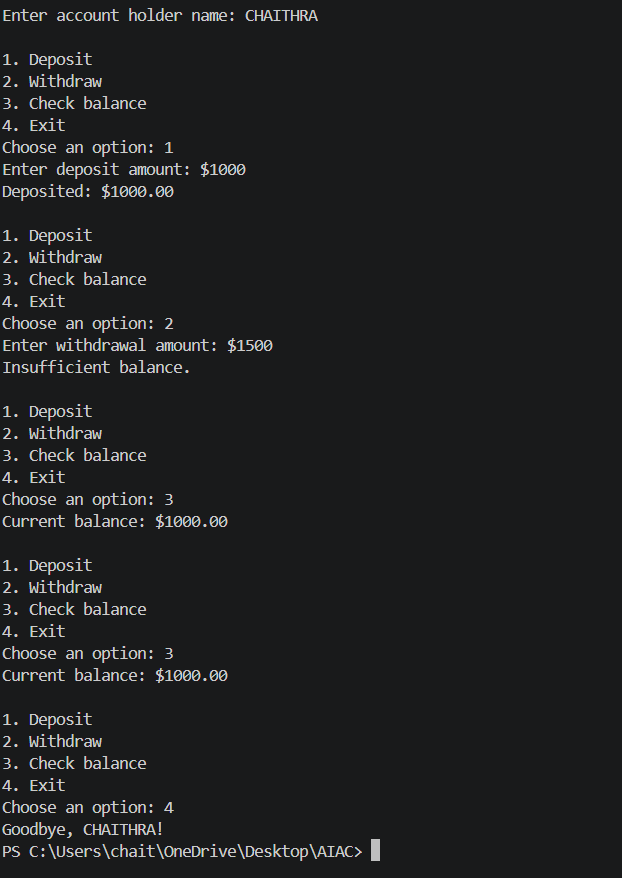 Enter account holder name: CHAITHRA
1. Deposit
2. Withdraw
3. Check balance
4. Exit
Choose an option: 1
Enter deposit amount: $1000
Deposited: $1000.00
1. Deposit
2. Withdraw
3. Check balance
4. Exit
Choose an option: 2
Enter withdrawal amount: $1500
Insufficient balance.
1. Deposit
2. Withdraw
3. Check balance
4. Exit
Choose an option: 3
Current balance: $1000.00
1. Deposit
2. Withdraw
3. Check balance
4. Exit
Choose an option: 3
Current balance: $1000.00
1. Deposit
2. Withdraw
3. Check balance
4. Exit
Choose an option: 4
Goodbye, CHAITHRA!
PS C:\Users\chait\OneDrive\Desktop\AIAC>